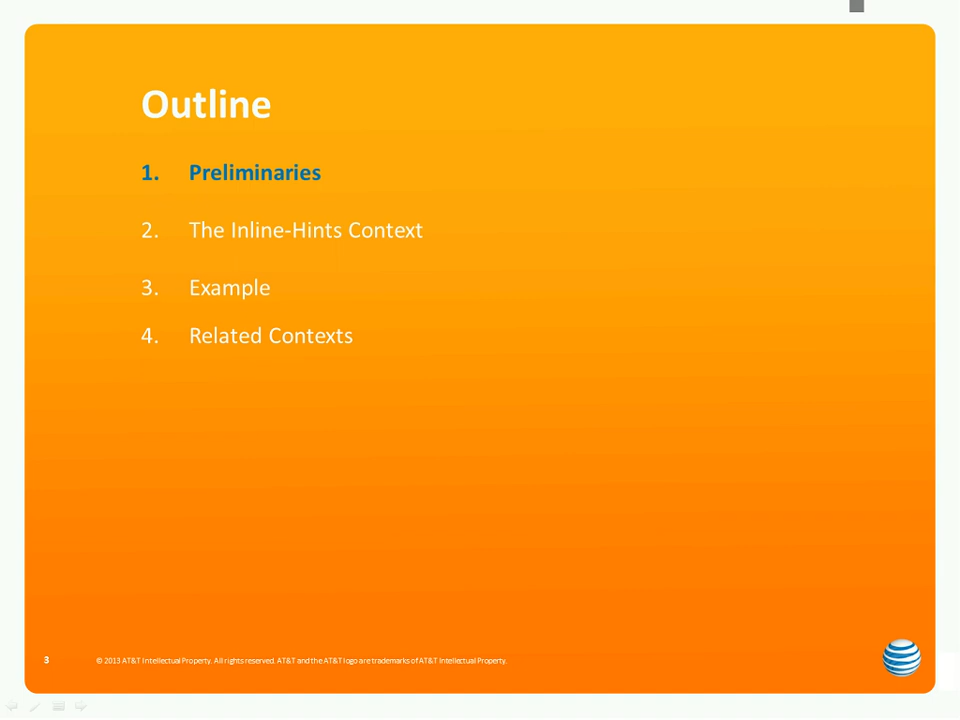 Outline
1. Preliminaries
2. The Inline-Hints Context
3. Example
4. Related Contexts
3 © 2013 AT&T Intellectual Property. All rights reserved. AT&T and the AT&T logo are trademarks of AT&T Intellectual Property.